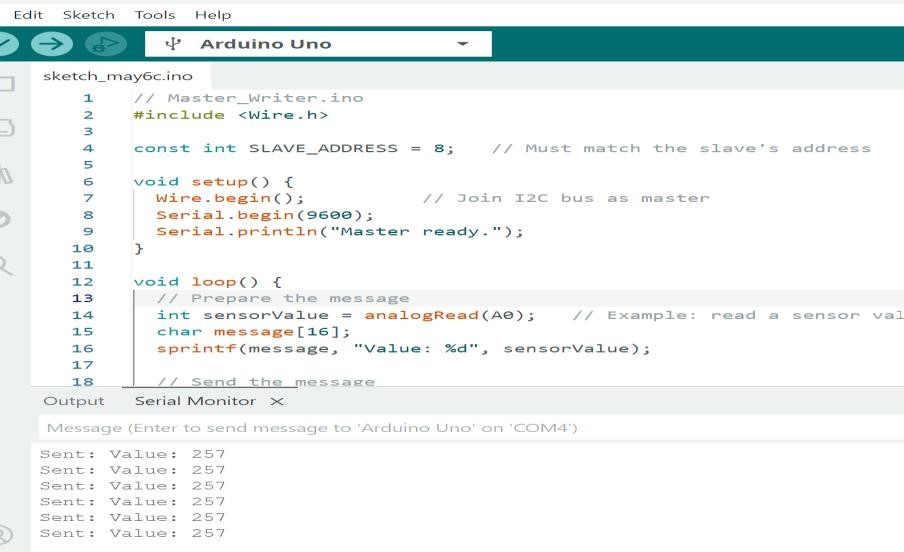 Edit Sketch Tools Help
Arduino Uno
sketch_may6c.ino
1 // Master_Writer.ino
2 #include <Wire.h>
3
4 const int SLAVE_ADDRESS = 8; // Must match the slave's address
5
6 void setup() {
7 Wire.begin(); // Join I2C bus as master
8 Serial.begin(9600);
9 Serial.println("Master ready.");
10 }
11
12 void loop() {
13 // Prepare the message
14 int sensorValue = analogRead(A0); // Example: read a sensor val
15 char message[16];
16 sprintf(message, "Value: %d", sensorValue);
17
18 // Send the message
Output Serial Monitor
Message (Enter to send message to 'Arduino Uno' on 'COM4')
Sent: Value: 257
Sent: Value: 257
Sent: Value: 257
Sent: Value: 257
Sent: Value: 257
Sent: Value: 257